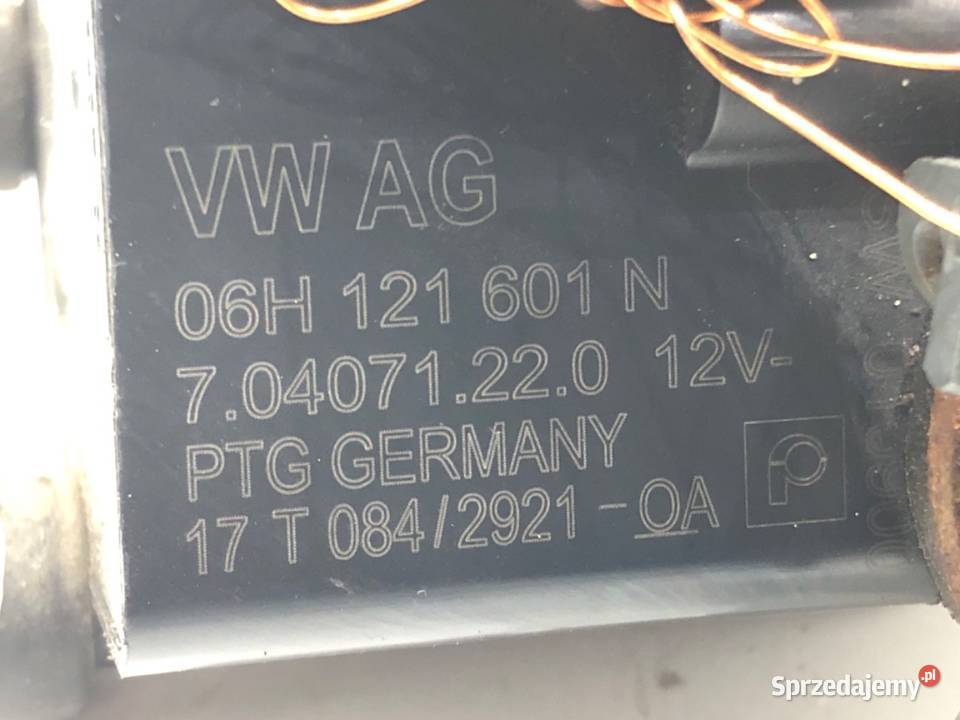 VW AG
06H 121 601 N
7.04071.22.0 12V-
PTG GERMANY
17 T 084/2921-OA
Sprzedajemy.pl